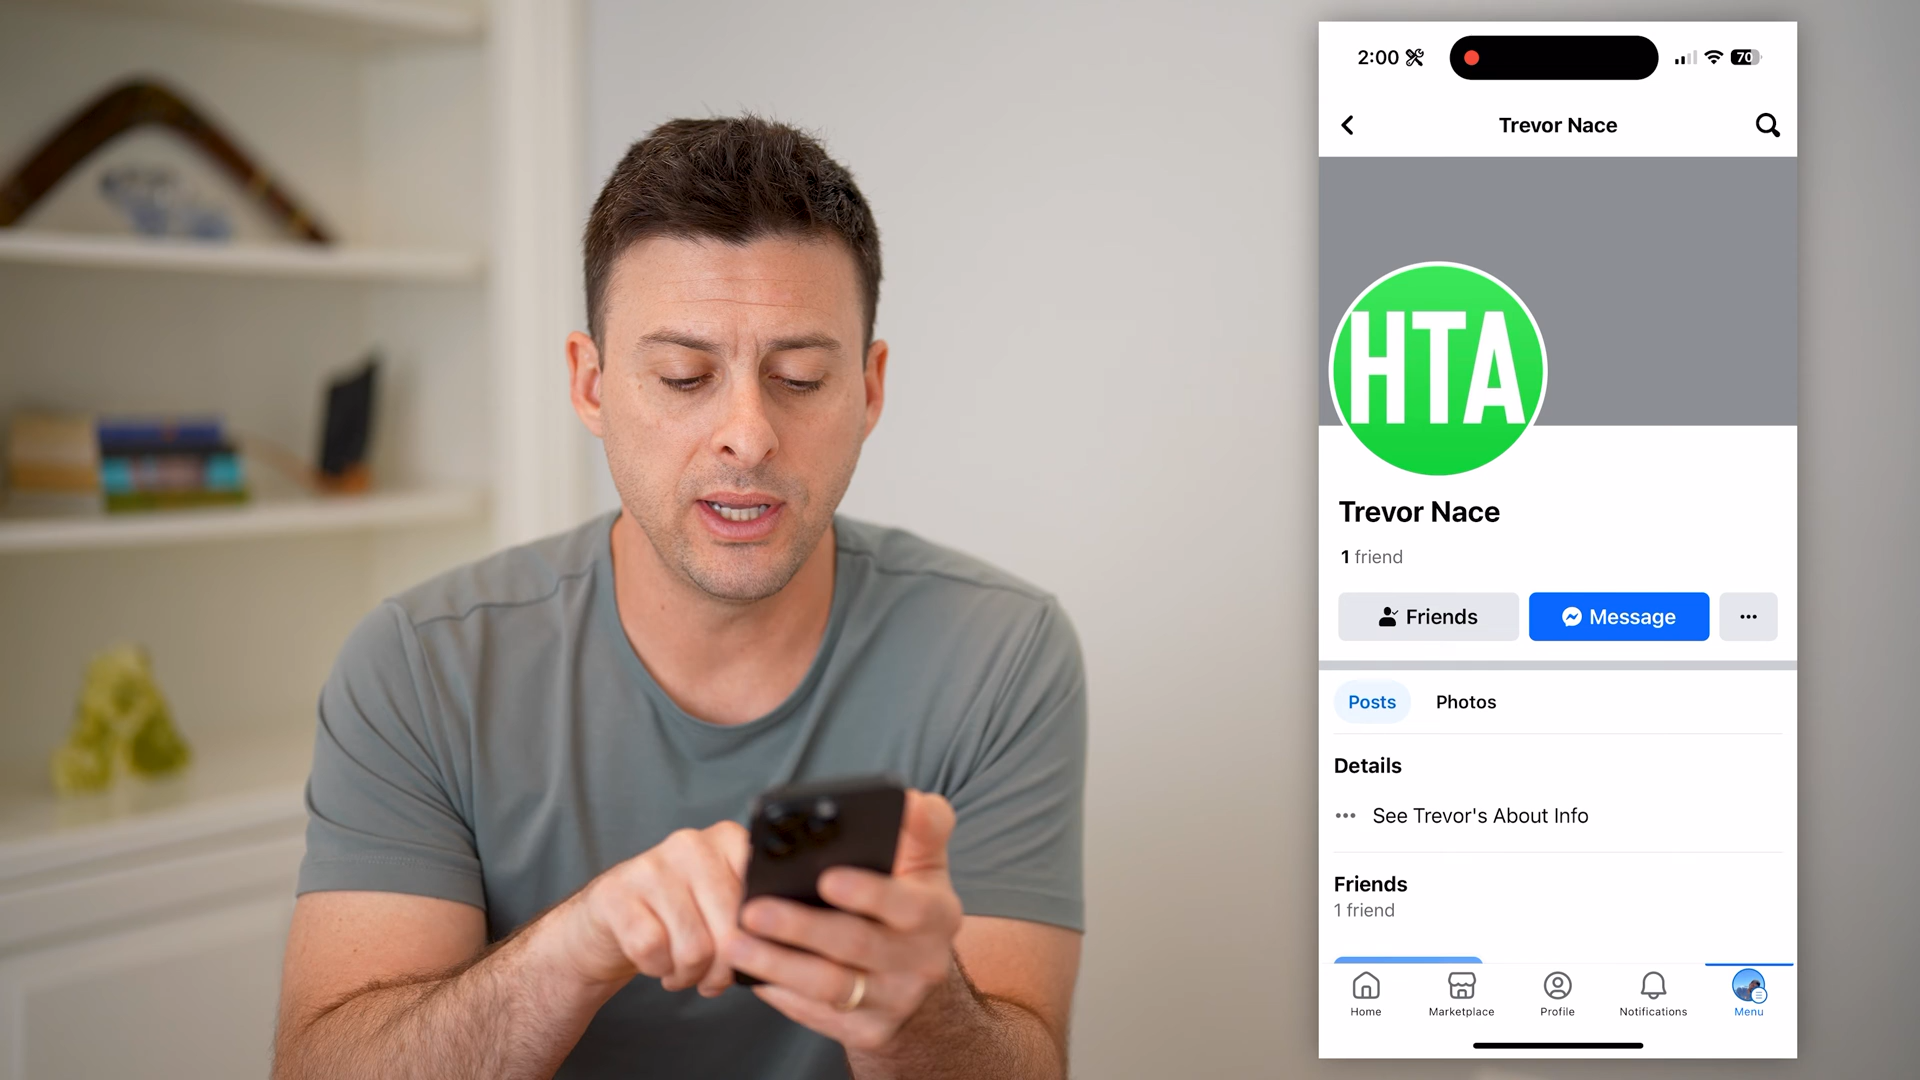 2:00
70
Trevor Nace
HTA
Trevor Nace
1 friend
Friends
Message
Posts Photos
Details
See Trevor's About Info
Friends
1 friend
Home Marketplace Profile Notifications Menu